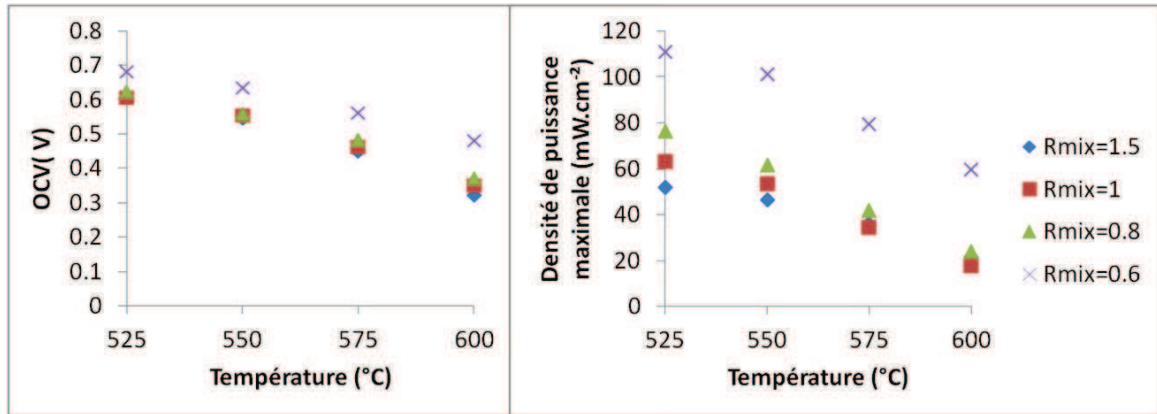 0.8
0.7
0.6
0.5
0.4
0.3
0.2
0.1
0
OCV( V)
525
550
575
600
Température (°C)
120
100
80
60
40
20
0
Densité de puissance
maximale (mW.cm⁻²)
525
550
575
600
Température (°C)
Rmix=1.5
Rmix=1
Rmix=0.8
Rmix=0.6